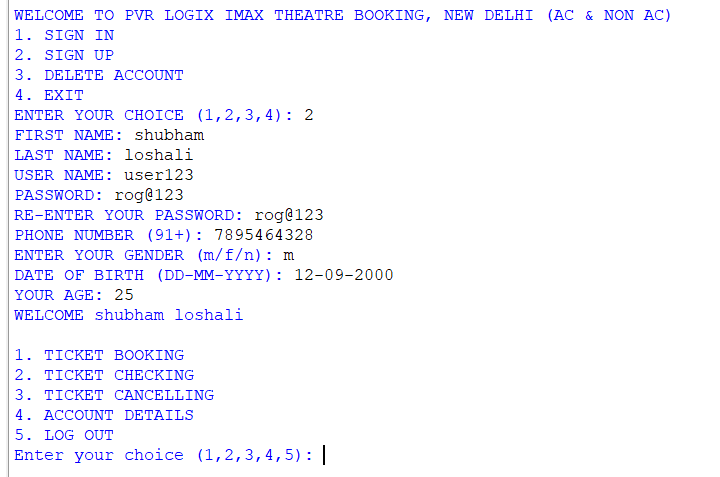 WELCOME TO PVR LOGIX IMAX THEATRE BOOKING, NEW DELHI (AC & NON AC)
1. SIGN IN
2. SIGN UP
3. DELETE ACCOUNT
4. EXIT
ENTER YOUR CHOICE (1,2,3,4): 2
FIRST NAME: shubham
LAST NAME: loshali
USER NAME: user123
PASSWORD: rog@123
RE-ENTER YOUR PASSWORD: rog@123
PHONE NUMBER (91+): 7895464328
ENTER YOUR GENDER (m/f/n): m
DATE OF BIRTH (DD-MM-YYYY): 12-09-2000
YOUR AGE: 25
WELCOME shubham loshali
1. TICKET BOOKING
2. TICKET CHECKING
3. TICKET CANCELLING
4. ACCOUNT DETAILS
5. LOG OUT
Enter your choice (1,2,3,4,5):